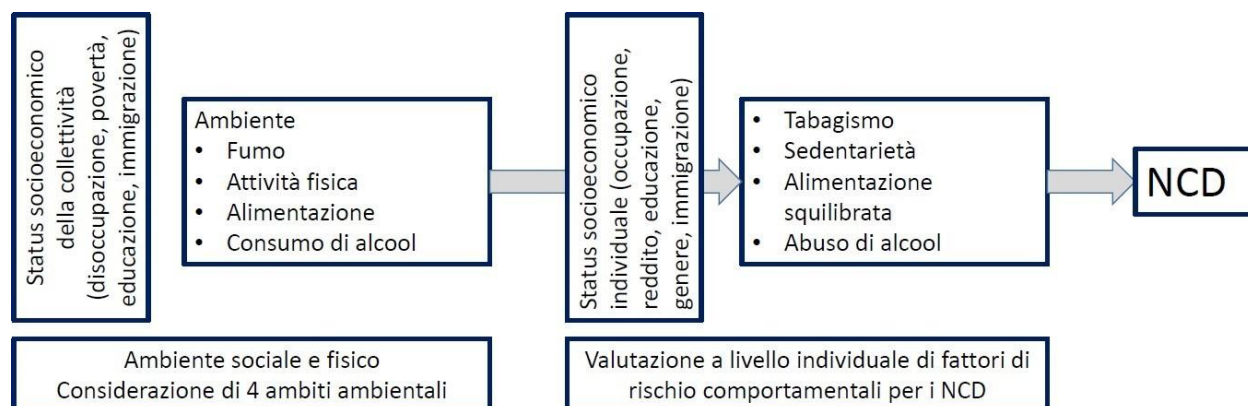 Status socioeconomico
della collettività
(disoccupazione, povertà,
educazione, immigrazione)
Ambiente
• Fumo
• Attività fisica
• Alimentazione
• Consumo di alcool
Status socioeconomico
individuale (occupazione,
reddito, educazione,
genere, immigrazione)
• Tabagismo
• Sedentarietà
• Alimentazione
squilibrata
• Abuso di alcool
NCD
Ambiente sociale e fisico
Considerazione di 4 ambiti ambientali
Valutazione a livello individuale di fattori di
rischio comportamentali per i NCD